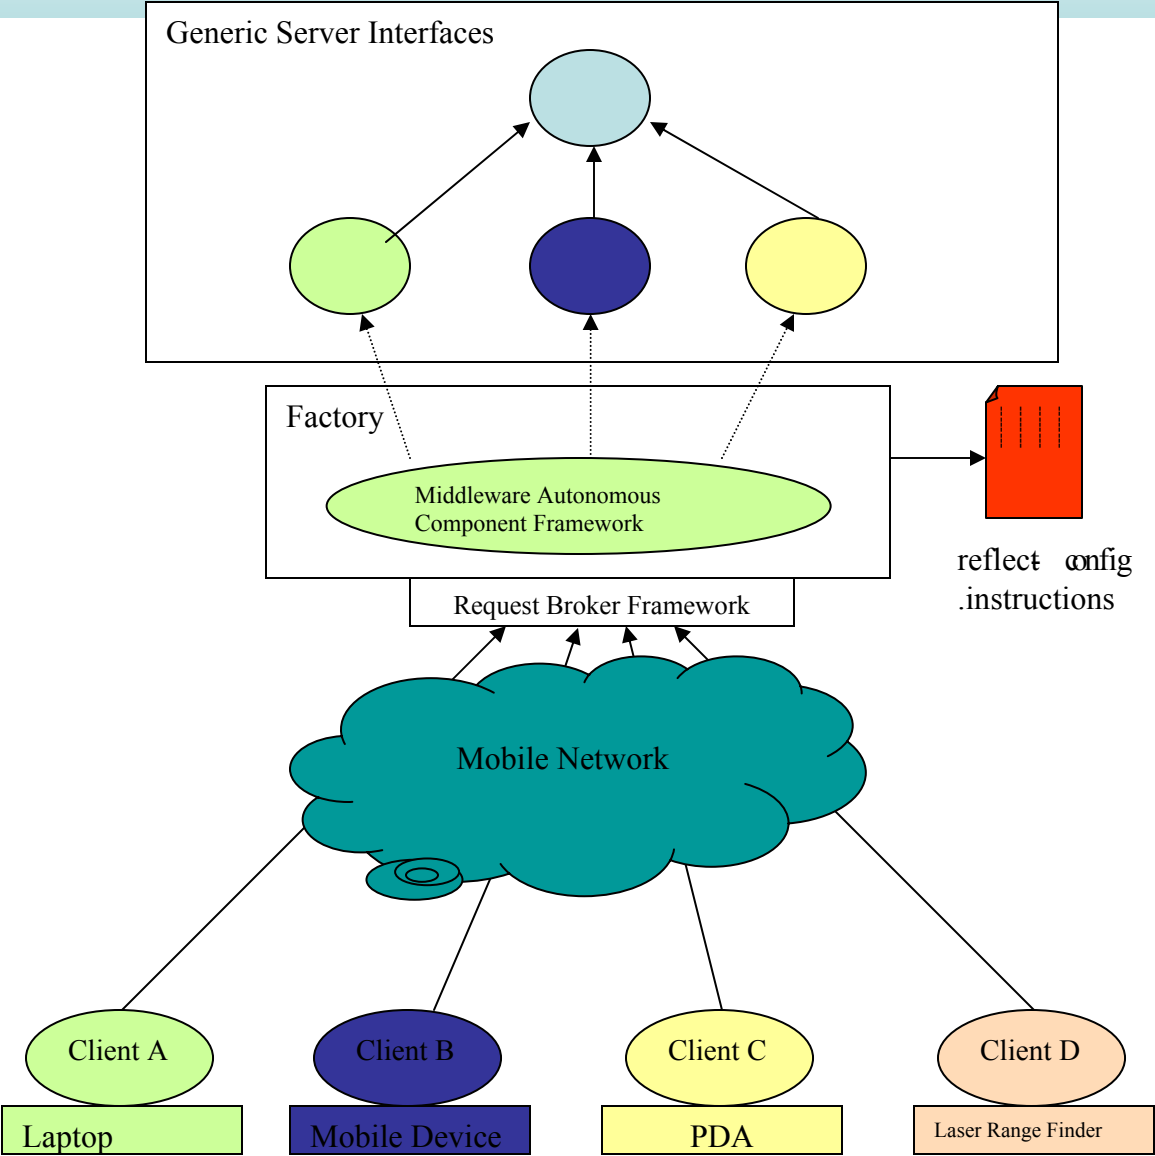 Generic Server Interfaces
Factory
Middleware Autonomous
Component Framework
reflect- config
.instructions
Request Broker Framework
Mobile Network
Client A
Client B
Client C
Client D
Laptop
Mobile Device
PDA
Laser Range Finder